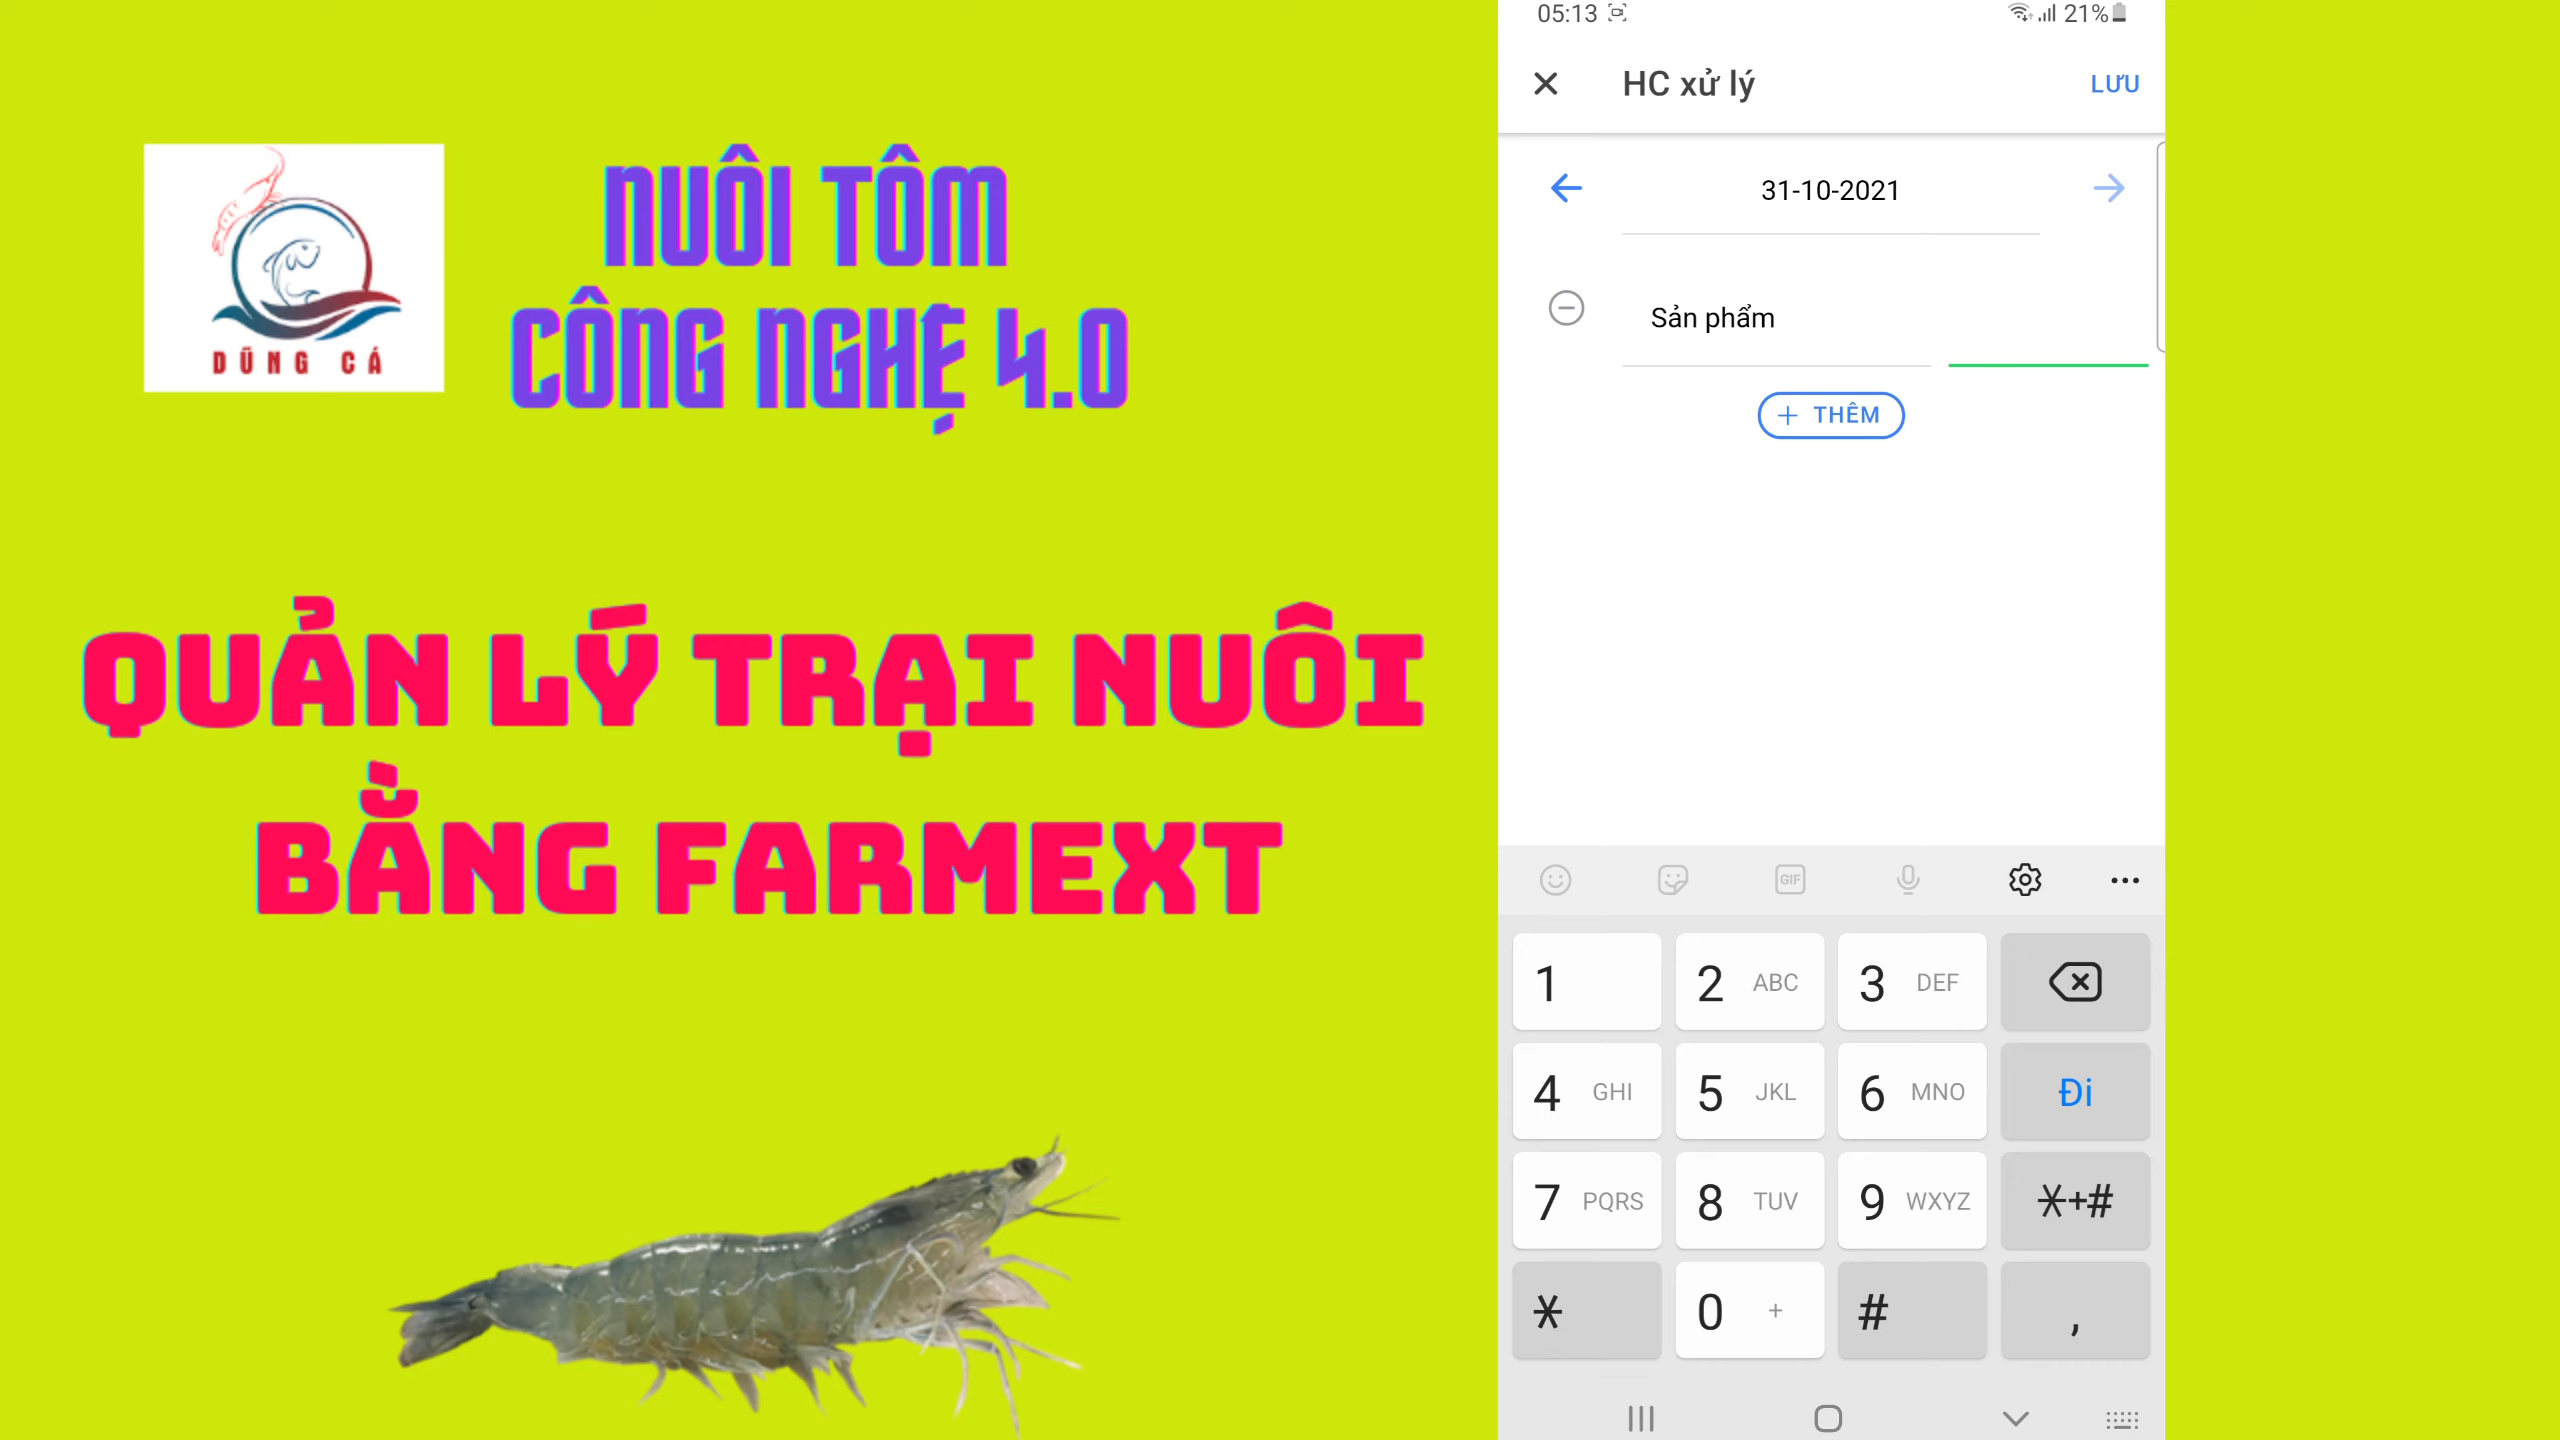 DŨNG CÁ
NUÔI TÔM
CÔNG NGHỆ 4.0
QUẢN LÝ TRẠI NUÔI
BẰNG FARMEXT
05:13 21%
HC xử lý LƯU
31-10-2021
Sản phẩm
+ THÊM
GIF
1 2 ABC 3 DEF
4 GHI 5 JKL 6 MNO Đi
7 PQRS 8 TUV 9 WXYZ *+#
* 0 + # ,